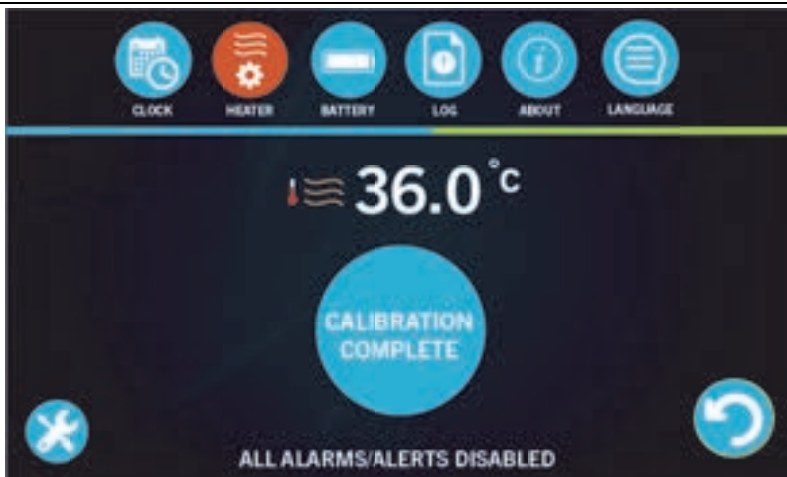 CLOCK HEATER BATTERY LOG ABOUT LANGUAGE
36.0 °C
CALIBRATION
COMPLETE
ALL ALARMS/ALERTS DISABLED